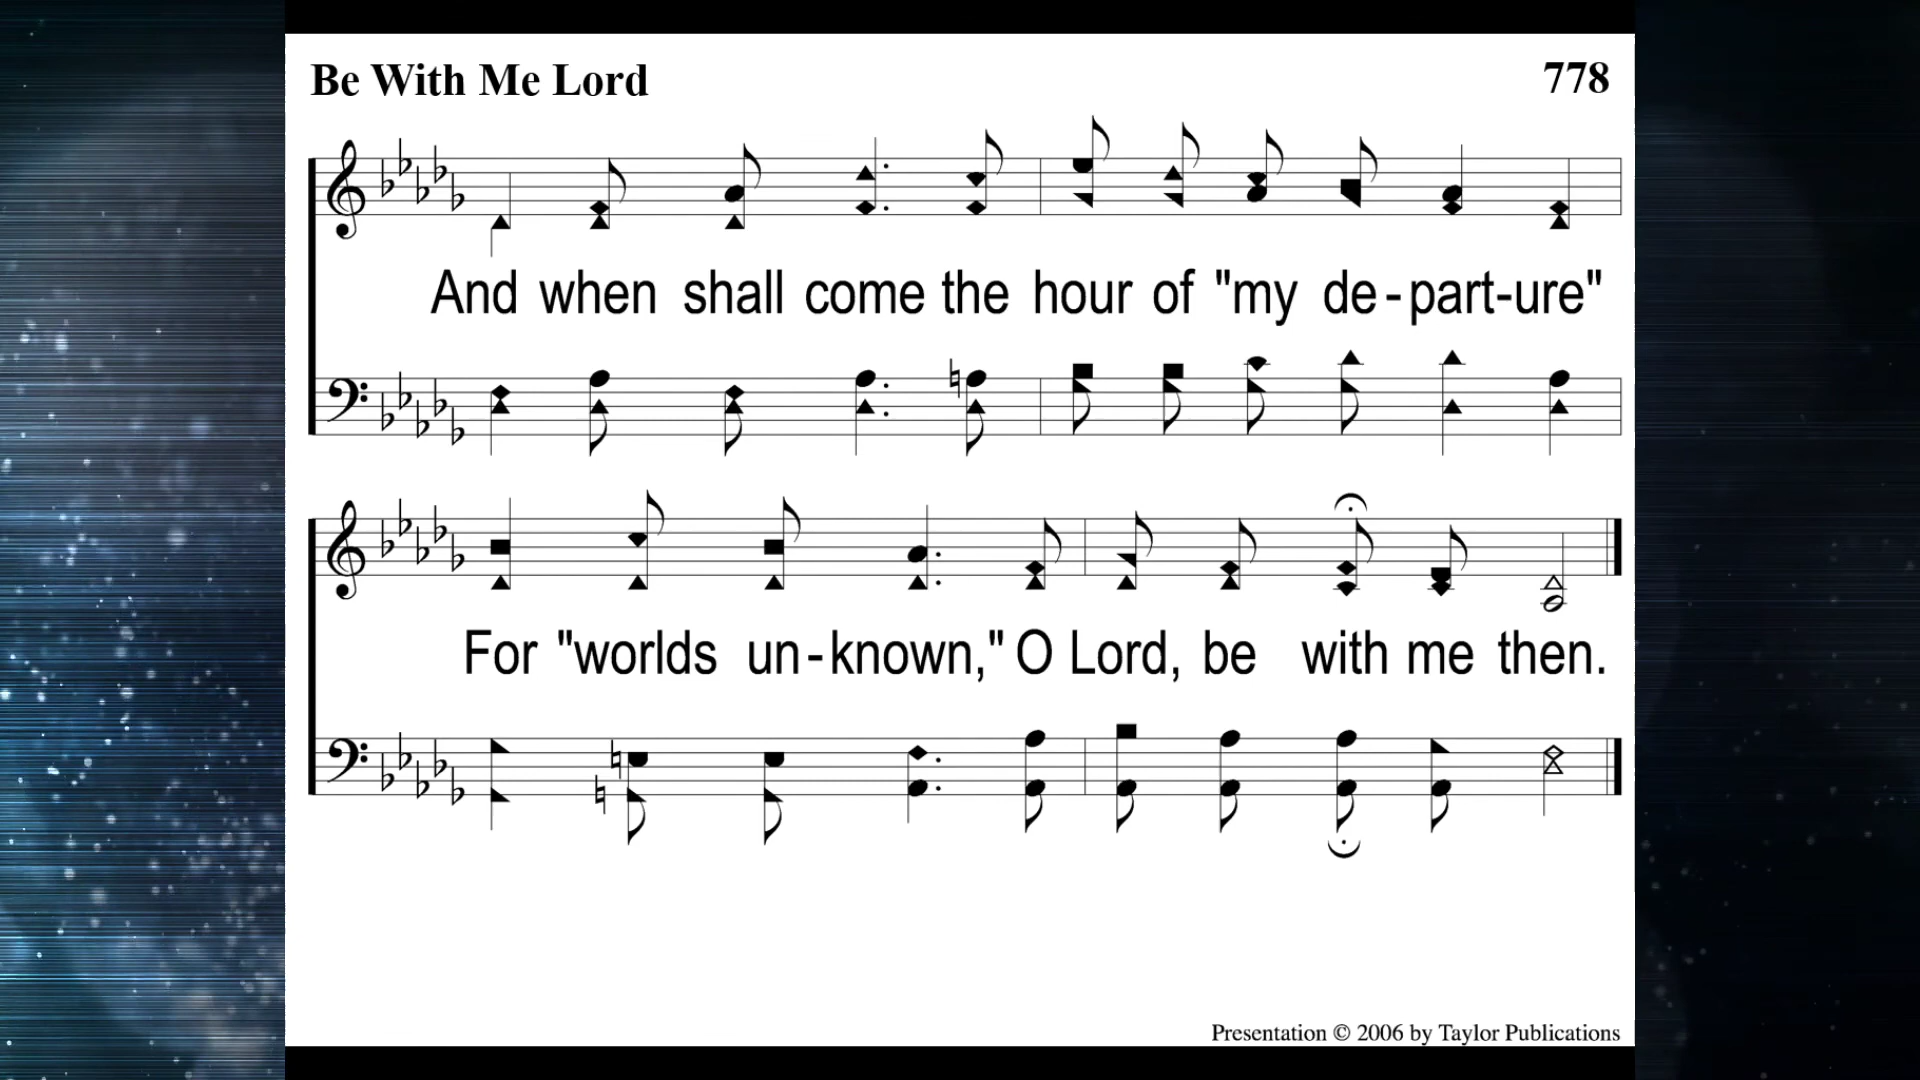 Be With Me Lord 778
And when shall come the hour of "my de-part-ure"
For "worlds un-known," O Lord, be with me then.
Presentation © 2006 by Taylor Publications